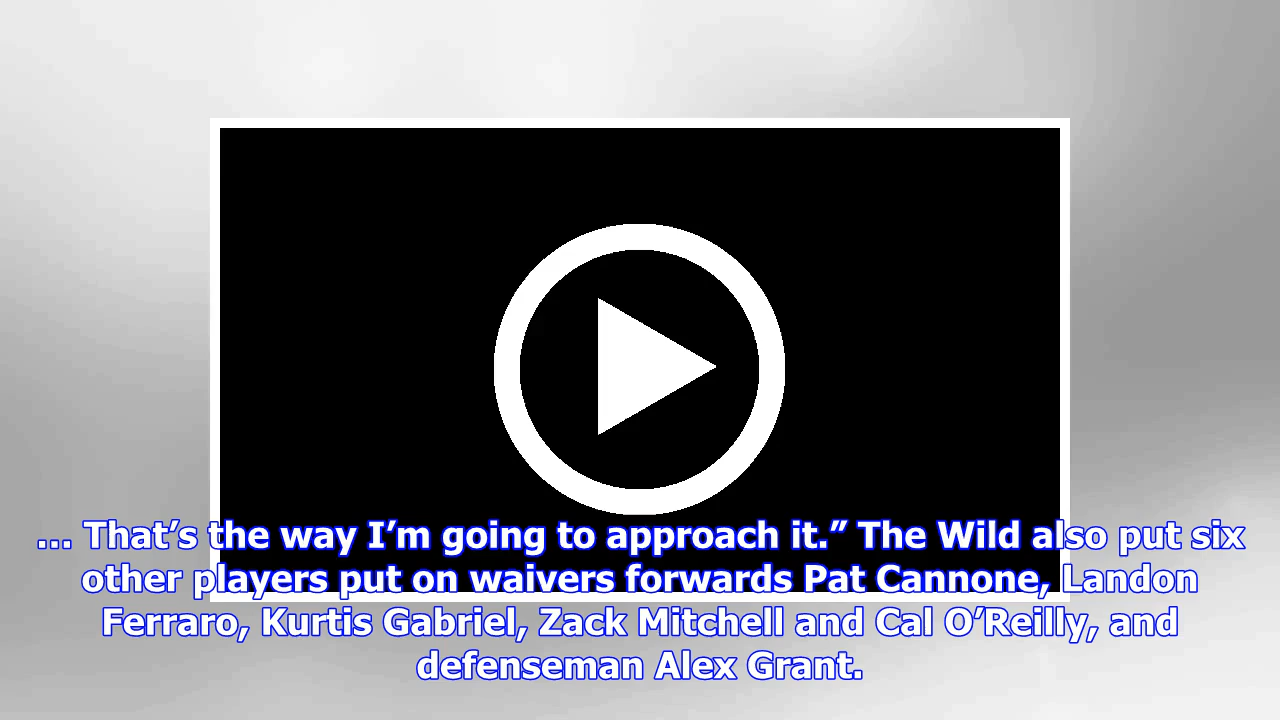 ... That’s the way I’m going to approach it.” The Wild also put six
other players put on waivers forwards Pat Cannone, Landon
Ferraro, Kurtis Gabriel, Zack Mitchell and Cal O’Reilly, and
defenseman Alex Grant.